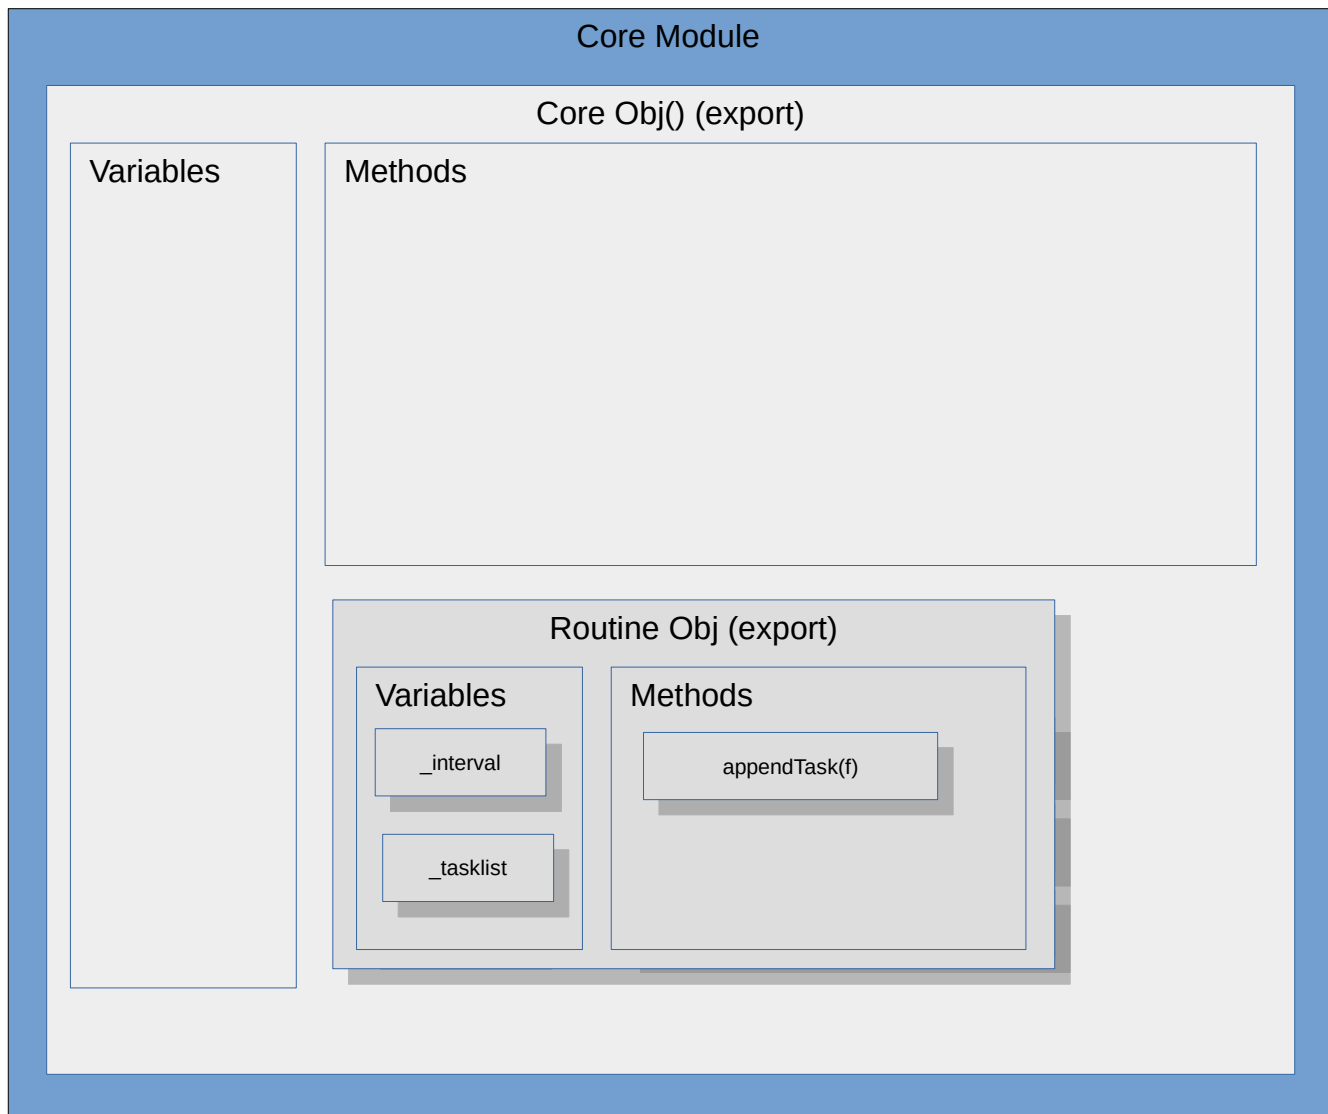 Core Module
Core Obj() (export)
Variables
Methods
Routine Obj (export)
Variables
Methods
_interval
appendTask(f)
_tasklist